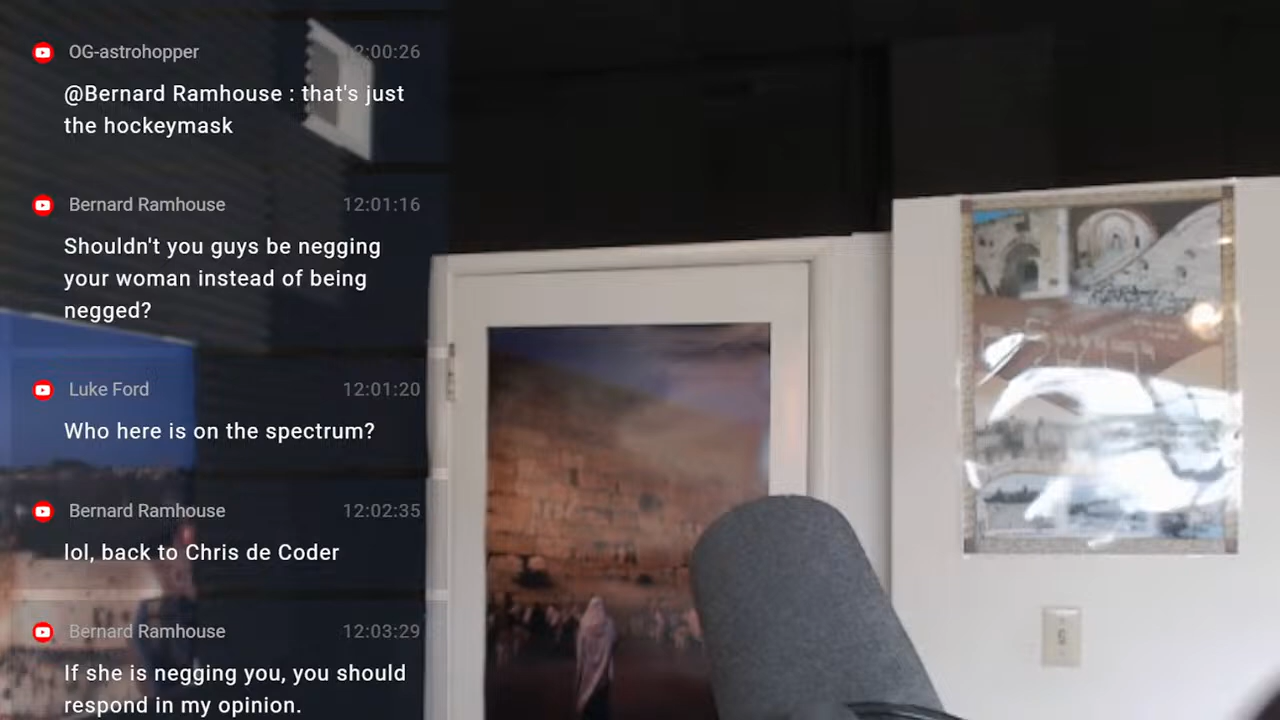 OG-astrohopper 12:00:26
@Bernard Ramhouse : that's just
the hockeymask
Bernard Ramhouse 12:01:16
Shouldn't you guys be negging
your woman instead of being
negged?
Luke Ford 12:01:20
Who here is on the spectrum?
Bernard Ramhouse 12:02:35
lol, back to Chris de Coder
Bernard Ramhouse 12:03:29
If she is negging you, you should
respond in my opinion.